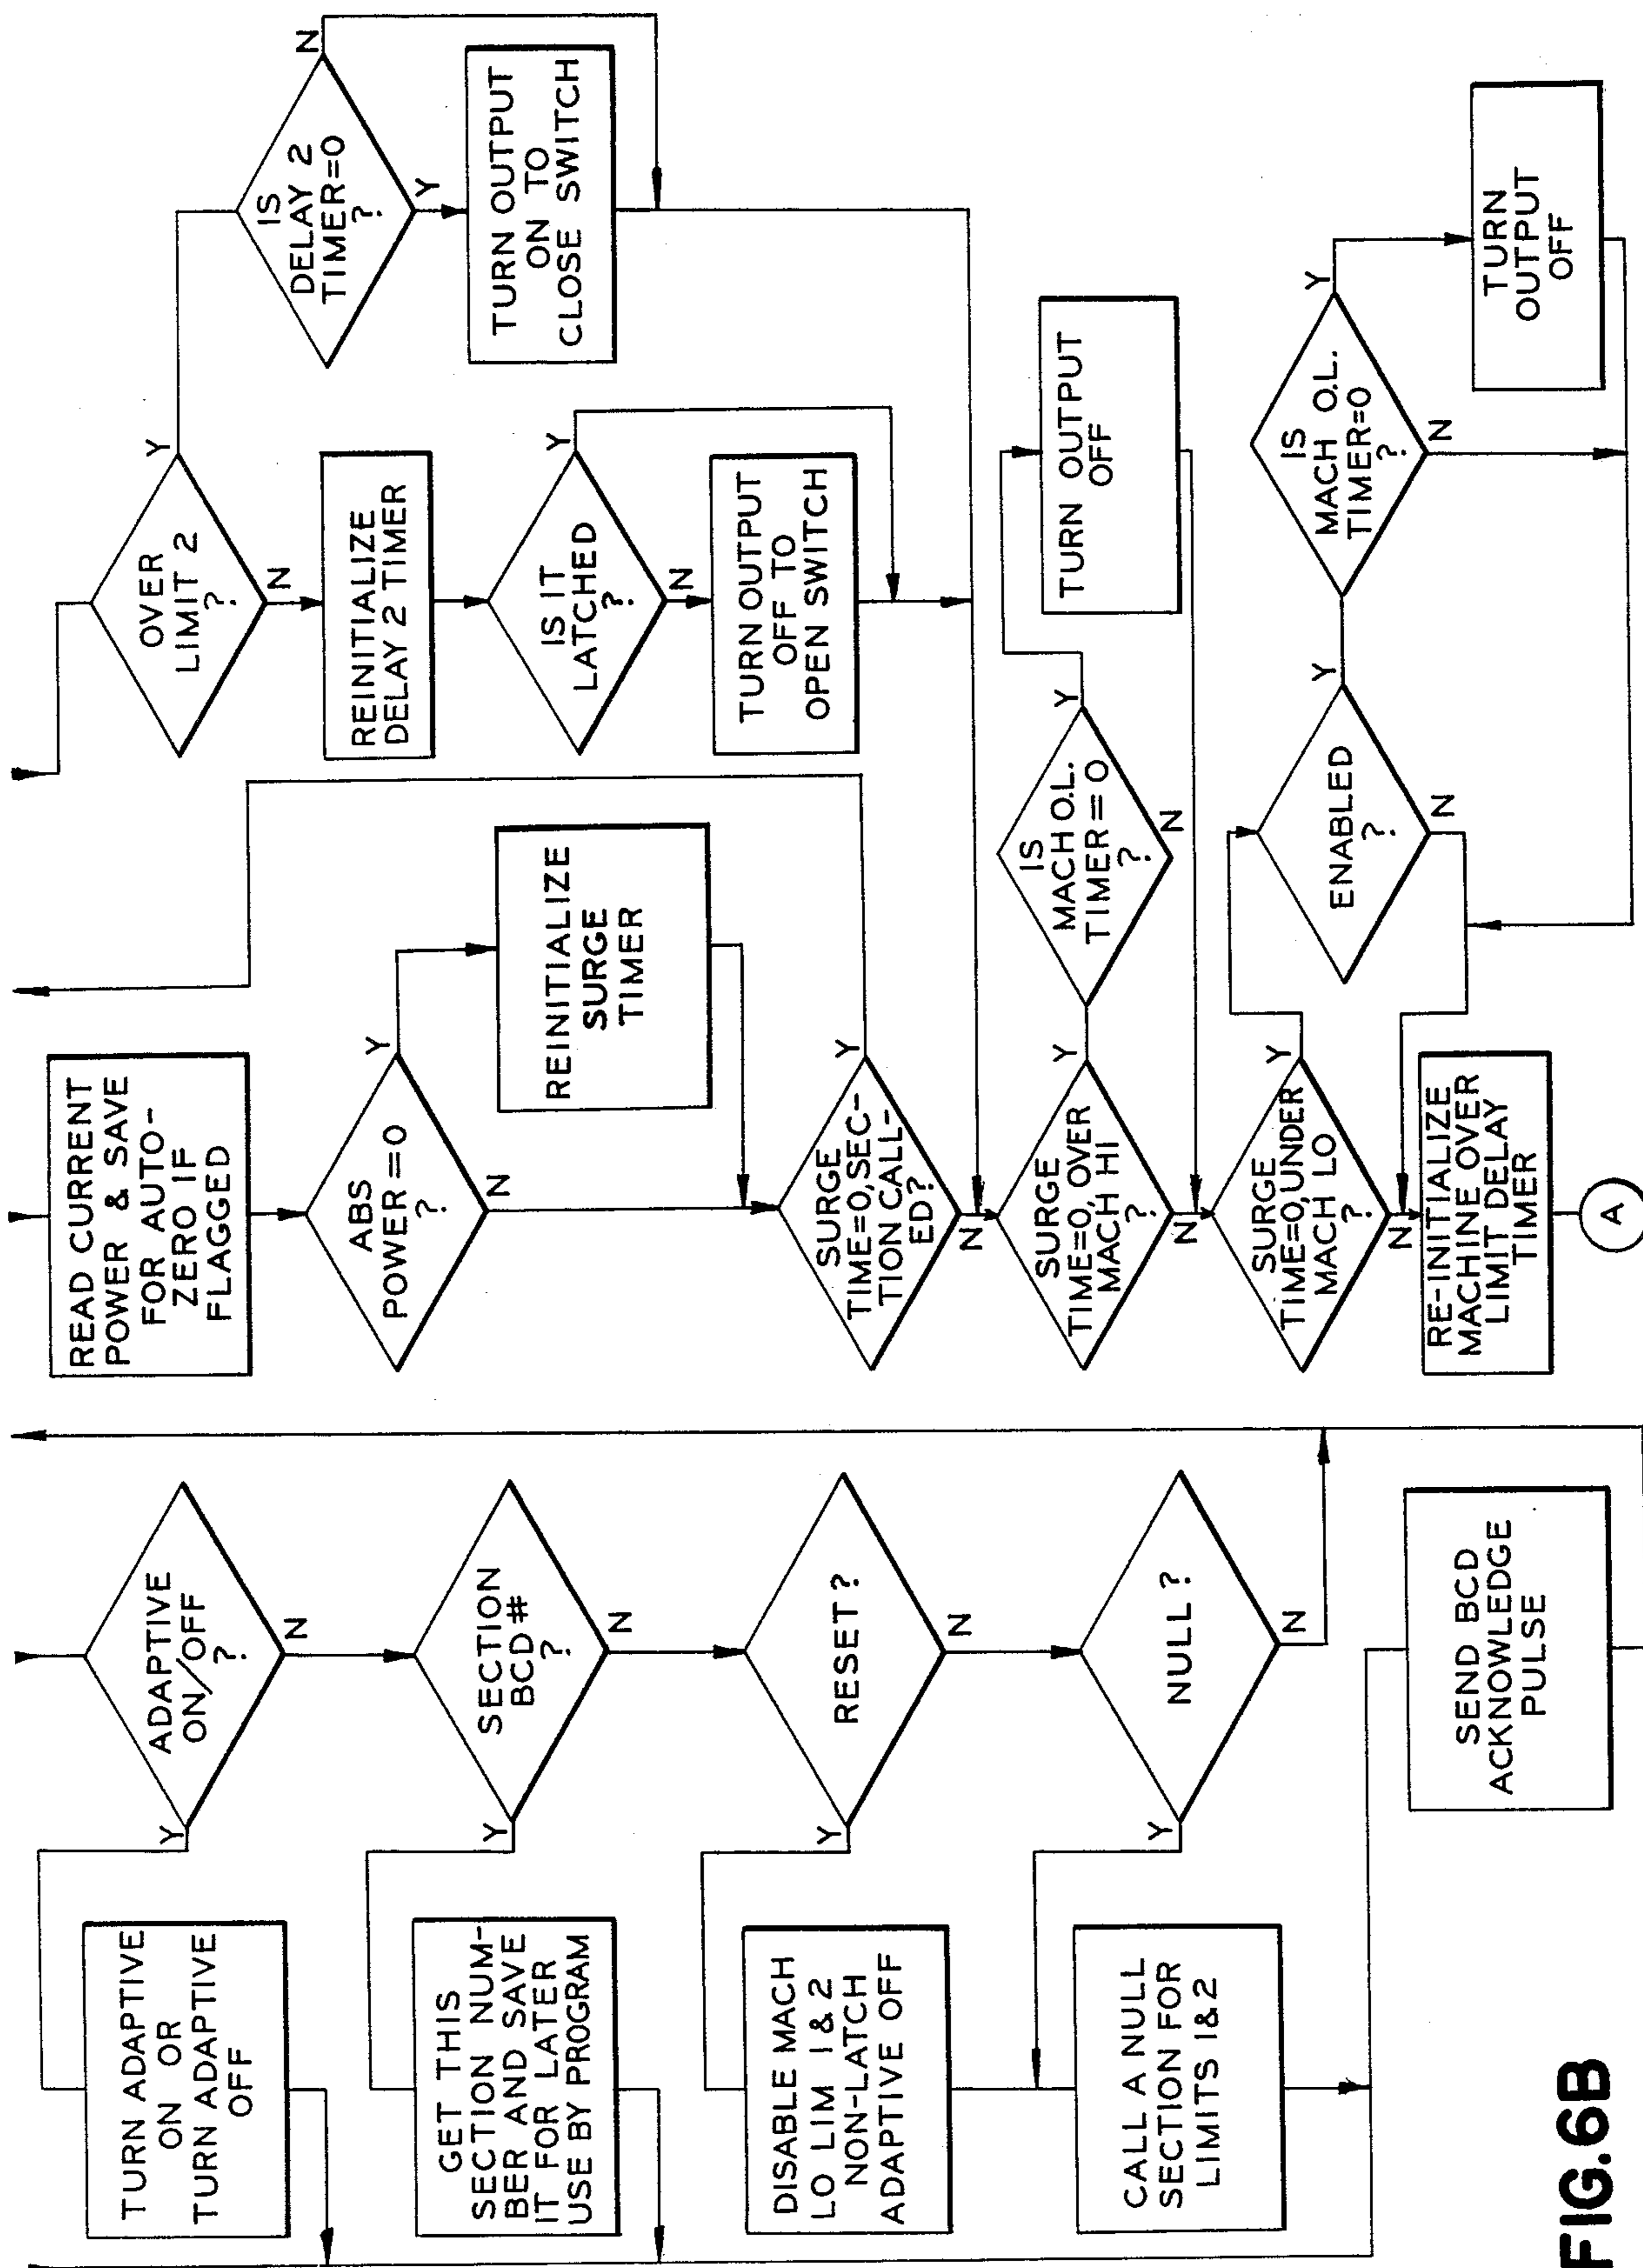 ADAPTIVE
ON/OFF
?
Y
N
TURN ADAPTIVE
ON OR
TURN ADAPTIVE
OFF
SECTION
BCD#
?
Y
N
GET THIS
SECTION NUM-
BER AND SAVE
IT FOR LATER
USE BY PROGRAM
RESET?
Y
N
DISABLE MACH
LO LIM 1&2
NON-LATCH
ADAPTIVE OFF
NULL?
Y
N
CALL A NULL
SECTION FOR
LIMITS 1&2
SEND BCD
ACKNOWLEDGE
PULSE
READ CURRENT
POWER & SAVE
FOR AUTO-
ZERO IF
FLAGGED
ABS
POWER=0
?
Y
N
REINITIALIZE
SURGE
TIMER
SURGE
TIME=0,SEC-
TION CALL-
ED?
Y
N
SURGE
TIME=0, OVER
MACH HI
?
Y
N
IS
MACH O.L.
TIMER=0
?
Y
N
TURN OUTPUT
OFF
SURGE
TIME=0,UNDER
MACH LO
?
Y
N
ENABLED
?
Y
N
IS
MACH O.L.
TIMER=0
?
Y
N
TURN
OUTPUT
OFF
RE-INITIALIZE
MACHINE OVER
LIMIT DELAY
TIMER
A
OVER
LIMIT 2
?
Y
N
REINITIALIZE
DELAY 2 TIMER
IS IT
LATCHED
?
Y
N
TURN OUTPUT
OFF TO
OPEN SWITCH
IS
DELAY 2
TIMER=0
?
N
Y
TURN OUTPUT
ON TO
CLOSE SWITCH
FIG.6B